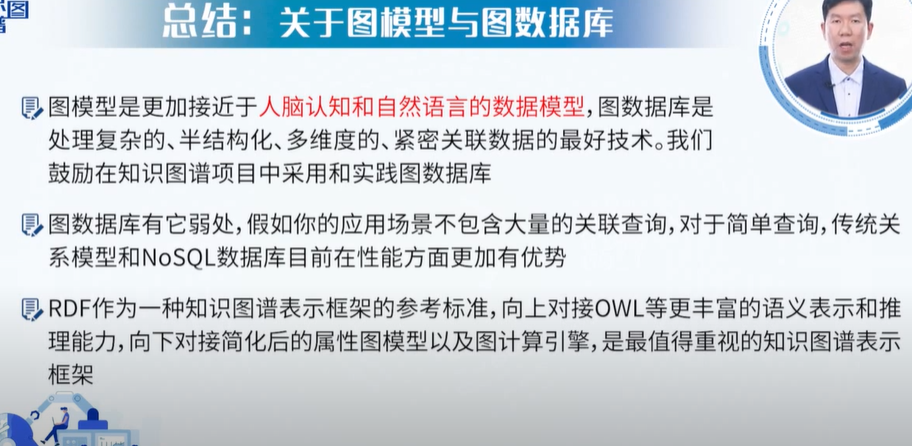 总结：关于图模型与图数据库
图模型是更加接近于人脑认知和自然语言的数据模型，图数据库是
处理复杂的、半结构化、多维度的、紧密关联数据的最好技术。我们
鼓励在知识图谱项目中采用和实践图数据库
图数据库有它弱处，假如你的应用场景不包含大量的关联查询，对于简单查询，传统关
系模型和NoSQL数据库目前在性能方面更加有优势
RDF作为一种知识图谱表示框架的参考标准，向上对接OWL等更丰富的语义表示和推
理能力，向下对接简化后的属性图模型以及图计算引擎，是最值得重视的知识图谱表示
框架